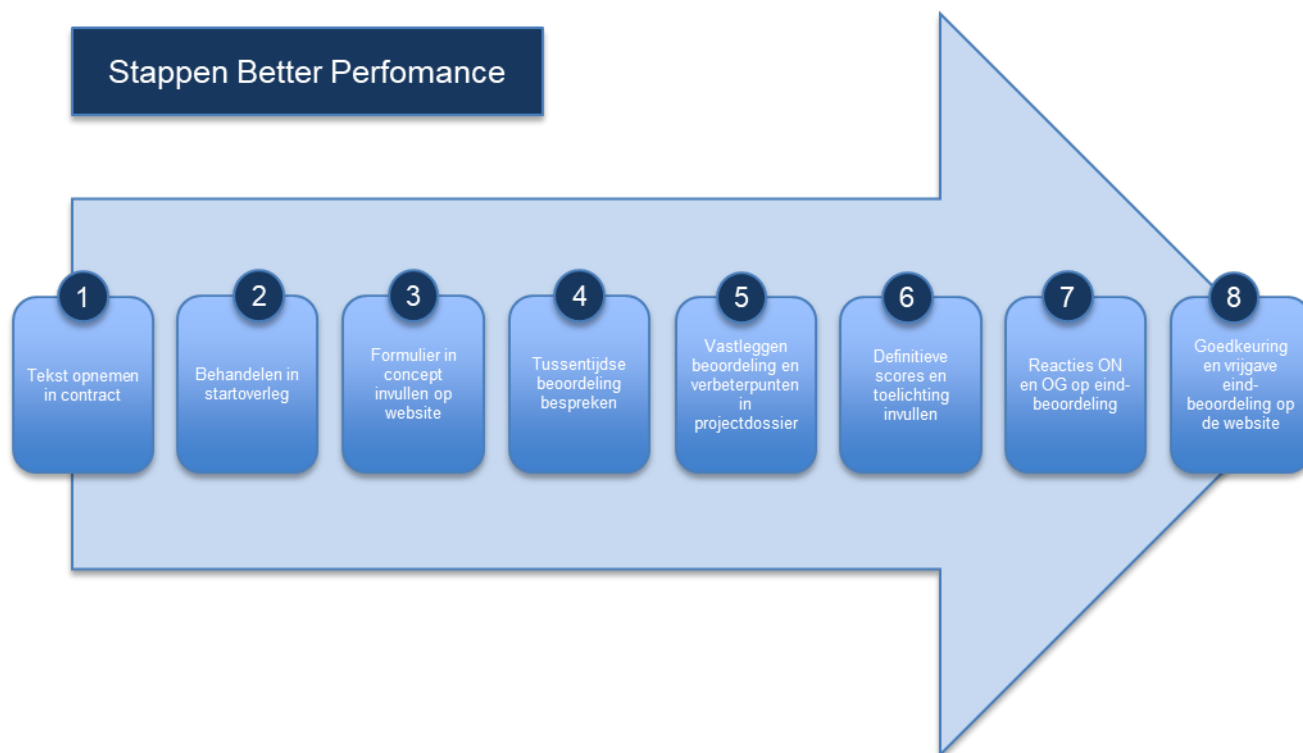 Stappen Better Perfomance
1
Tekst opnemen
in contract
2
Behandelen in
startoverleg
3
Formulier in
concept
invullen op
website
4
Tussentijdse
beoordeling
bespreken
5
Vastleggen
beoordeling en
verbeterpunten
in
projectdossier
6
Definitieve
scores en
toelichting
invullen
7
Reacties ON
en OG op eind-
beoordeling
8
Goedkeuring
en vrijgave
eind-
beoordeling op
de website